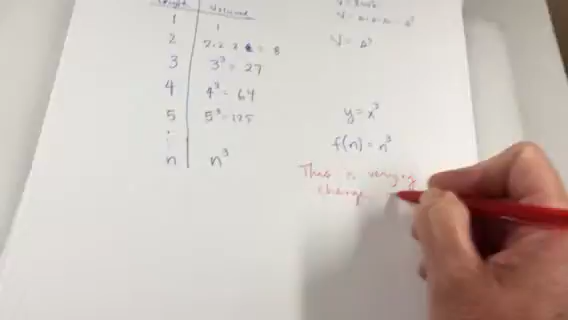 Volume
1 1
2 2·2·2 = 8
3 3³ = 27
4 4³ = 64
5 5³ = 125
⋮
n n³
V = s³
y = x³
f(n) = n³
This is varying
change